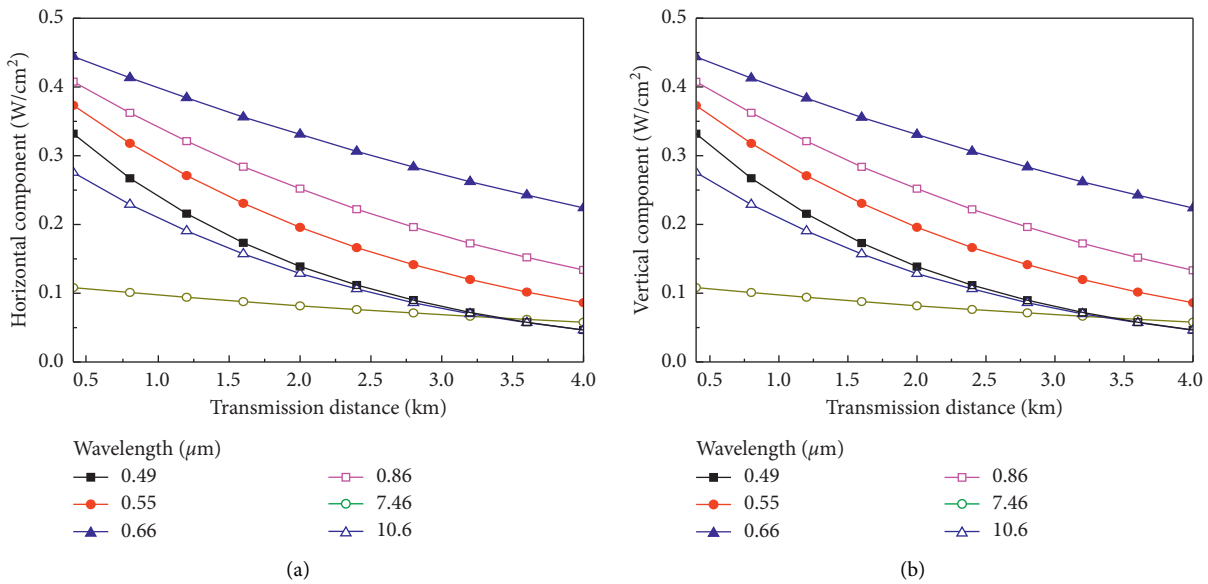 0.5
0.4
0.3
0.2
0.1
0.0
Horizontal component (W/cm²)
0.5 1.0 1.5 2.0 2.5 3.0 3.5 4.0
Transmission distance (km)
Wavelength (μm)
0.49 0.86
0.55 7.46
0.66 10.6
(a)
0.5
0.4
0.3
0.2
0.1
0.0
Vertical component (W/cm²)
0.5 1.0 1.5 2.0 2.5 3.0 3.5 4.0
Transmission distance (km)
Wavelength (μm)
0.49 0.86
0.55 7.46
0.66 10.6
(b)